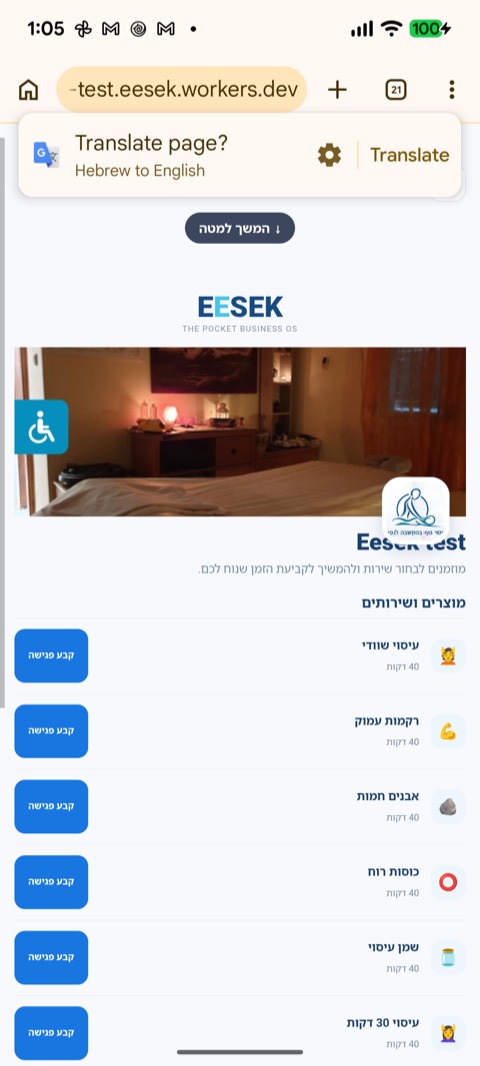 1:05
100
-test.eesek.workers.dev
21
Translate page?
Hebrew to English
Translate
↓ המשך למטה
EESEK
THE POCKET BUSINESS OS
Eesek test
מוזמנים לבחור שירות ולהמשיך לקביעת הזמן שנוח לכם.
מוצרים ושירותים
עיסוי שוודי
40 דקות
קבע פגישה
רקמות עמוק
40 דקות
קבע פגישה
אבנים חמות
40 דקות
קבע פגישה
כוסות רוח
40 דקות
קבע פגישה
שמן עיסוי
40 דקות
קבע פגישה
עיסוי 30 דקות
40 דקות
קבע פגישה